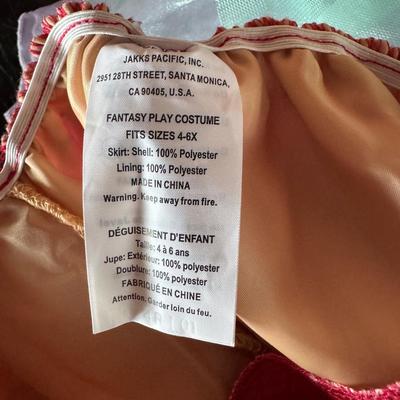 JAKKS PACIFIC, INC.
2951 28TH STREET, SANTA MONICA,
CA 90405, U.S.A.
FANTASY PLAY COSTUME
FITS SIZES 4-6X
Skirt: Shell: 100% Polyester
Lining: 100% Polyester
MADE IN CHINA
Warning. Keep away from fire.
DÉGUISEMENT D'ENFANT
Taille: 4 à 6 ans
Jupe: Extérieur: 100% polyester
Doublure: 100% polyester
FABRIQUÉ EN CHINE
Attention. Garder loin du feu.